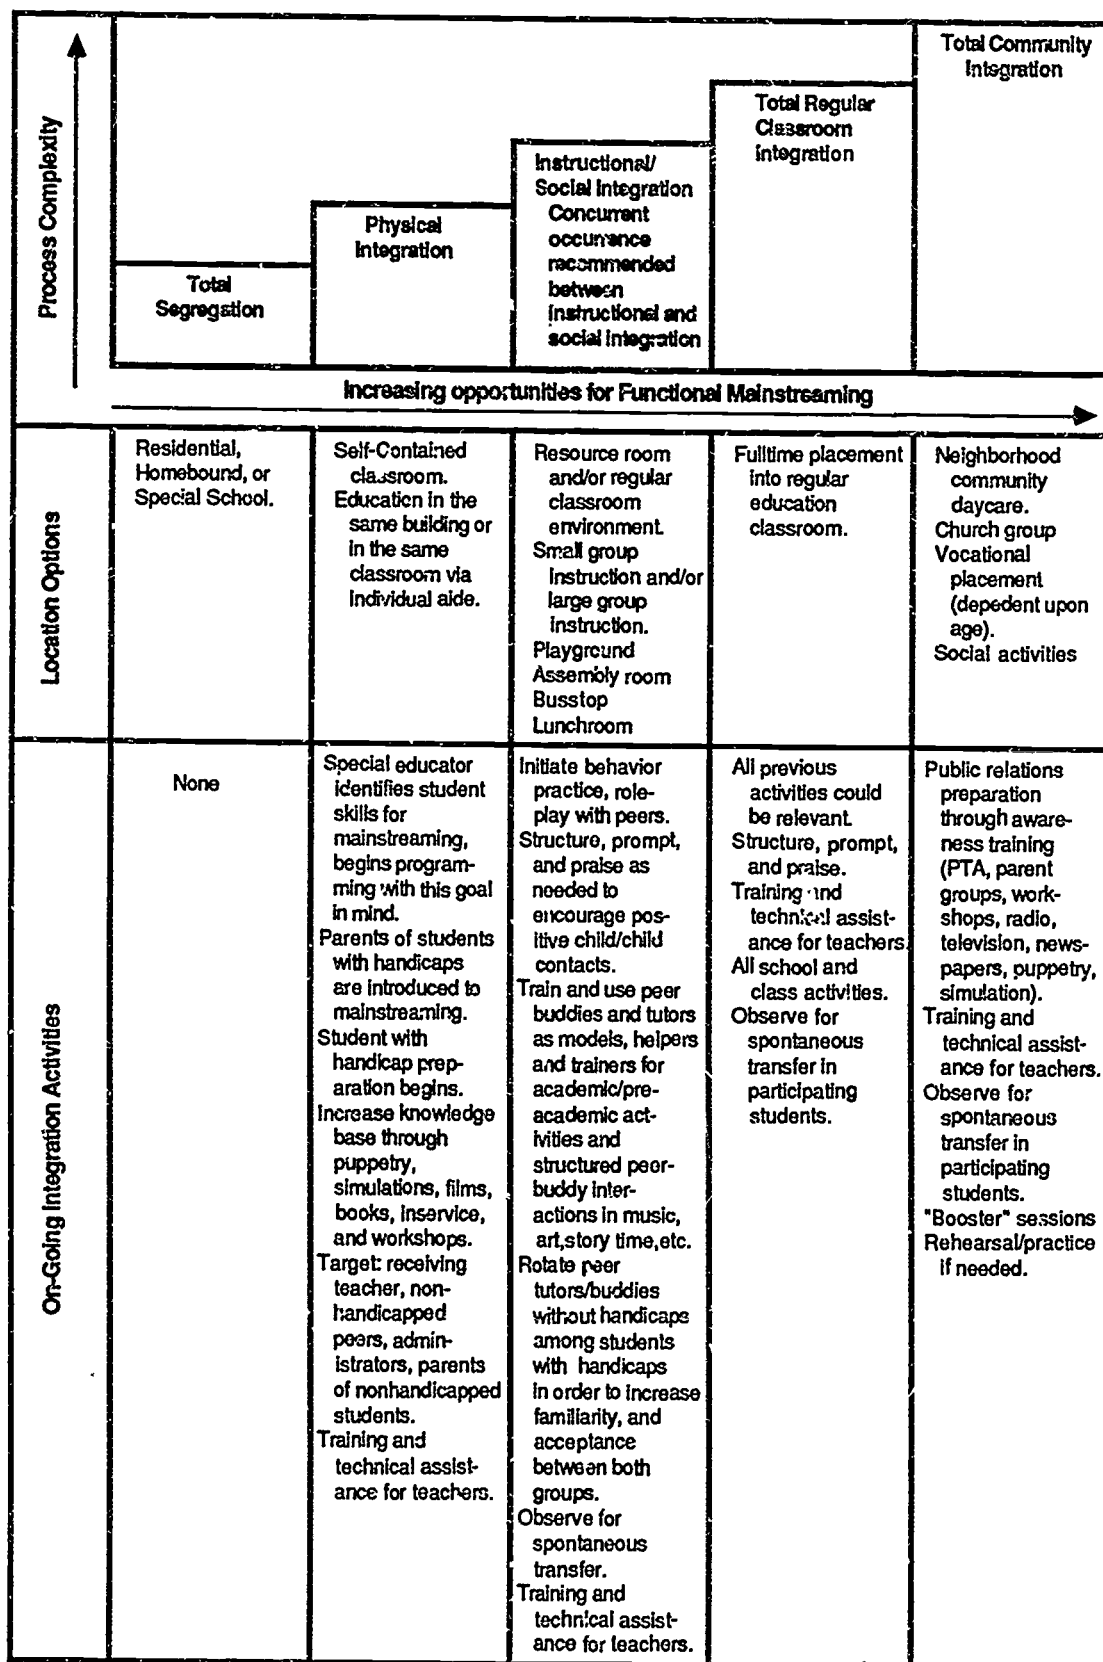 Process Complexity
Total
Segregation
Physical
Integration
Instructional/
Social Integration
Concurrent
occurrance
recommended
between
instructional and
social integration
Total Regular
Classroom
Integration
Total Community
Integration
Increasing opportunities for Functional Mainstreaming
Location Options
Residential,
Homebound, or
Special School.
Self-Contained
classroom.
Education in the
same building or
in the same
classroom via
individual aide.
Resource room
and/or regular
classroom
environment.
Small group
instruction and/or
large group
instruction.
Playground
Assembly room
Busstop
Lunchroom
Fulltime placement
into regular
education
classroom.
Neighborhood
community
daycare.
Church group
Vocational
placement
(depedent upon
age).
Social activities
On-Going Integration Activities
None
Special educator
identifies student
skills for
mainstreaming,
begins program-
ming with this goal
in mind.
Parents of students
with handicaps
are introduced to
mainstreaming.
Student with
handicap prep-
aration begins.
Increase knowledge
base through
puppetry,
simulations, films,
books, inservice,
and workshops.
Target: receiving
teacher, non-
handicapped
peers, admin-
istrators, parents
of nonhandicapped
students.
Training and
technical assist-
ance for teachers.
Initiate behavior
practice, role-
play with peers.
Structure, prompt,
and praise as
needed to
encourage pos-
itive child/child
contacts.
Train and use peer
buddies and tutors
as models, helpers
and trainers for
academic/pre-
academic act-
ivities and
structured peer-
buddy inter-
actions in music,
art,story time,etc.
Rotate peer
tutors/buddies
without handicaps
among students
with handicaps
in order to increase
familiarity, and
acceptance
between both
groups.
Observe for
spontaneous
transfer.
Training and
technical assist-
ance for teachers.
All previous
activities could
be relevant.
Structure, prompt,
and praise.
Training and
technical assist-
ance for teachers.
All school and
class activities.
Observe for
spontaneous
transfer in
participating
students.
Public relations
preparation
through aware-
ness training
(PTA, parent
groups, work-
shops, radio,
television, news-
papers, puppetry,
simulation).
Training and
technical assist-
ance for teachers.
Observe for
spontaneous
transfer in
participating
students.
"Booster" sessions
Rehearsal/practice
if needed.